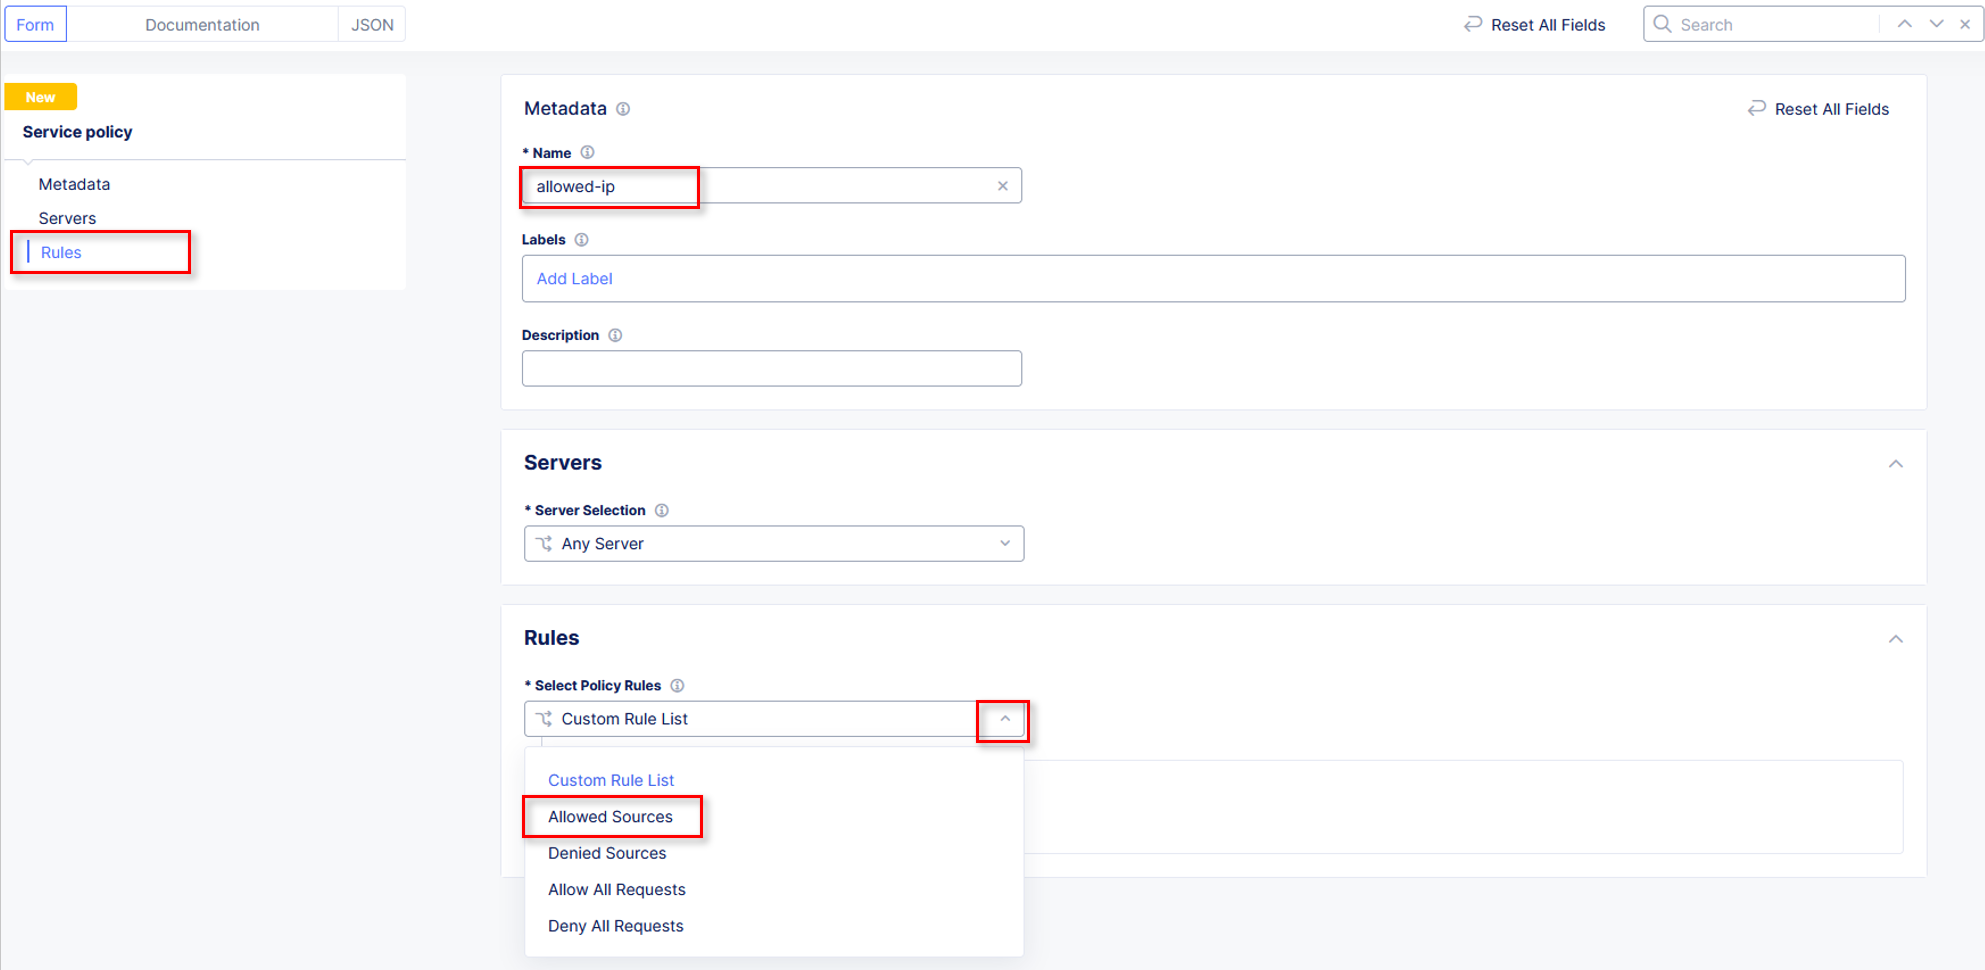 Form
Documentation
JSON
Reset All Fields
Search
New
Service policy
Metadata
Servers
Rules
Metadata
Reset All Fields
* Name
allowed-ip
Labels
Add Label
Description
Servers
* Server Selection
Any Server
Rules
* Select Policy Rules
Custom Rule List
Custom Rule List
Allowed Sources
Denied Sources
Allow All Requests
Deny All Requests